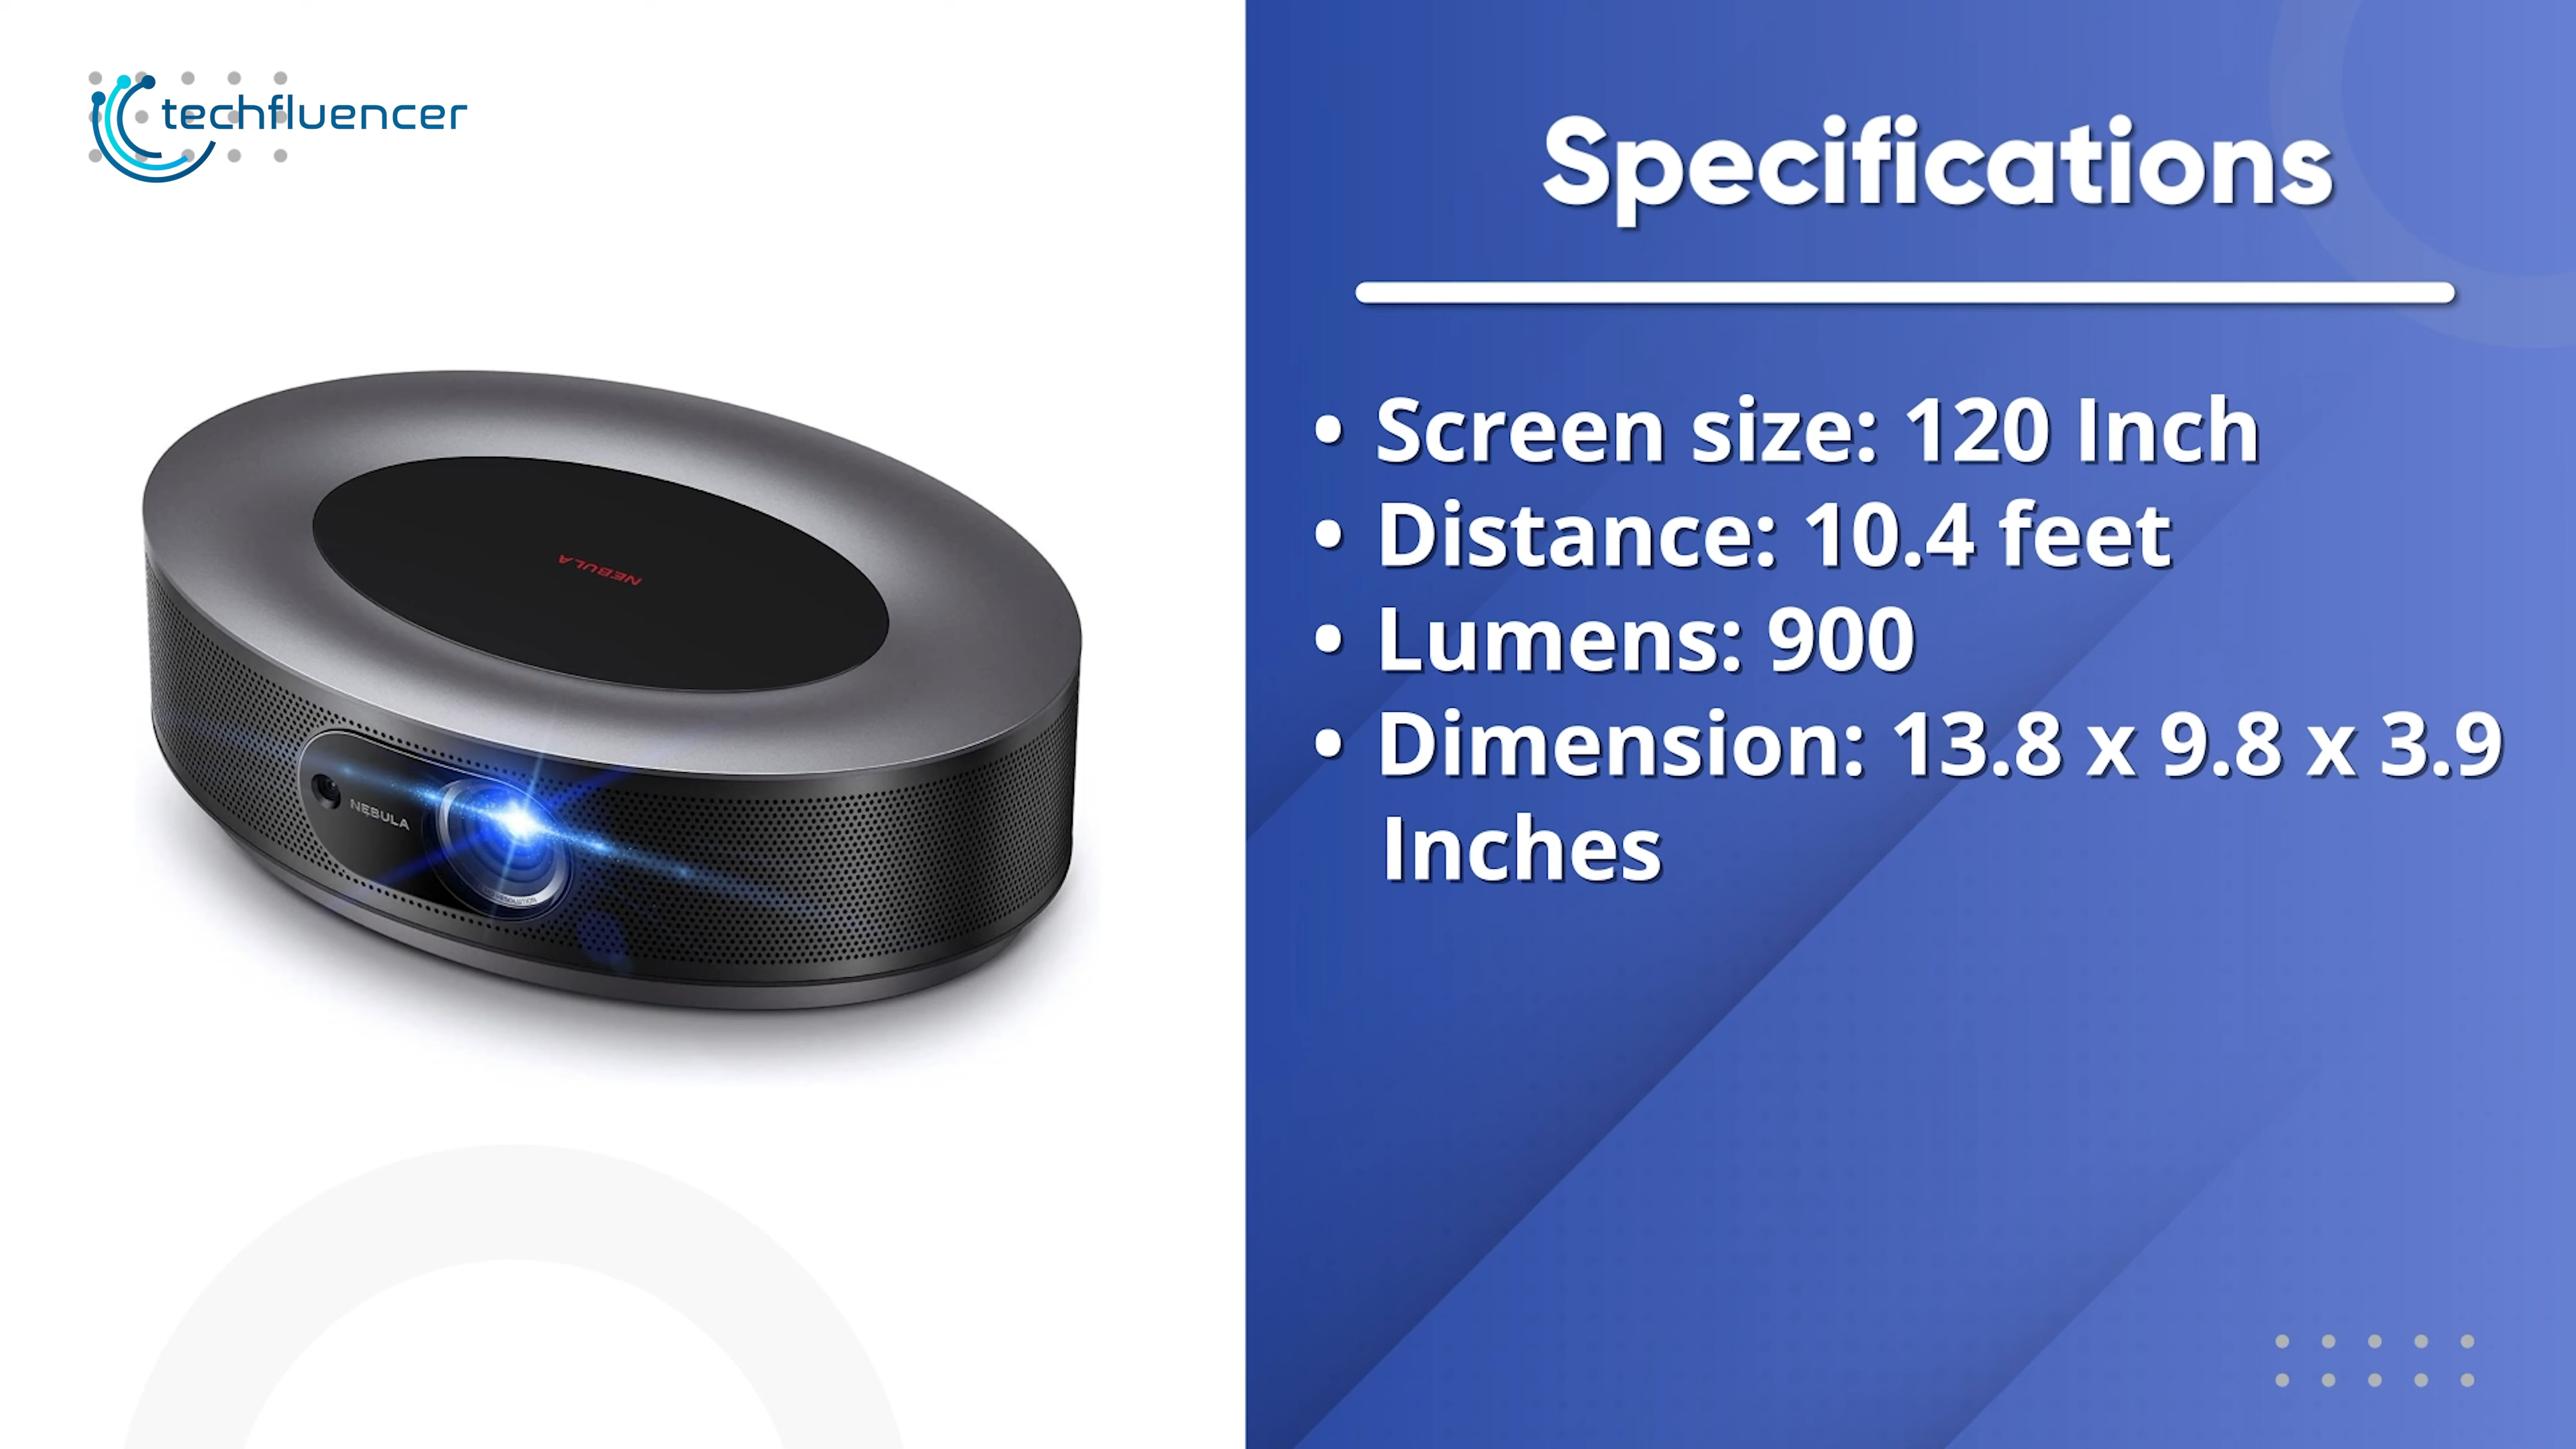 techfluencer
Specifications
• Screen size: 120 Inch
• Distance: 10.4 feet
• Lumens: 900
• Dimension: 13.8 x 9.8 x 3.9
Inches
NEBULA
NEBULA